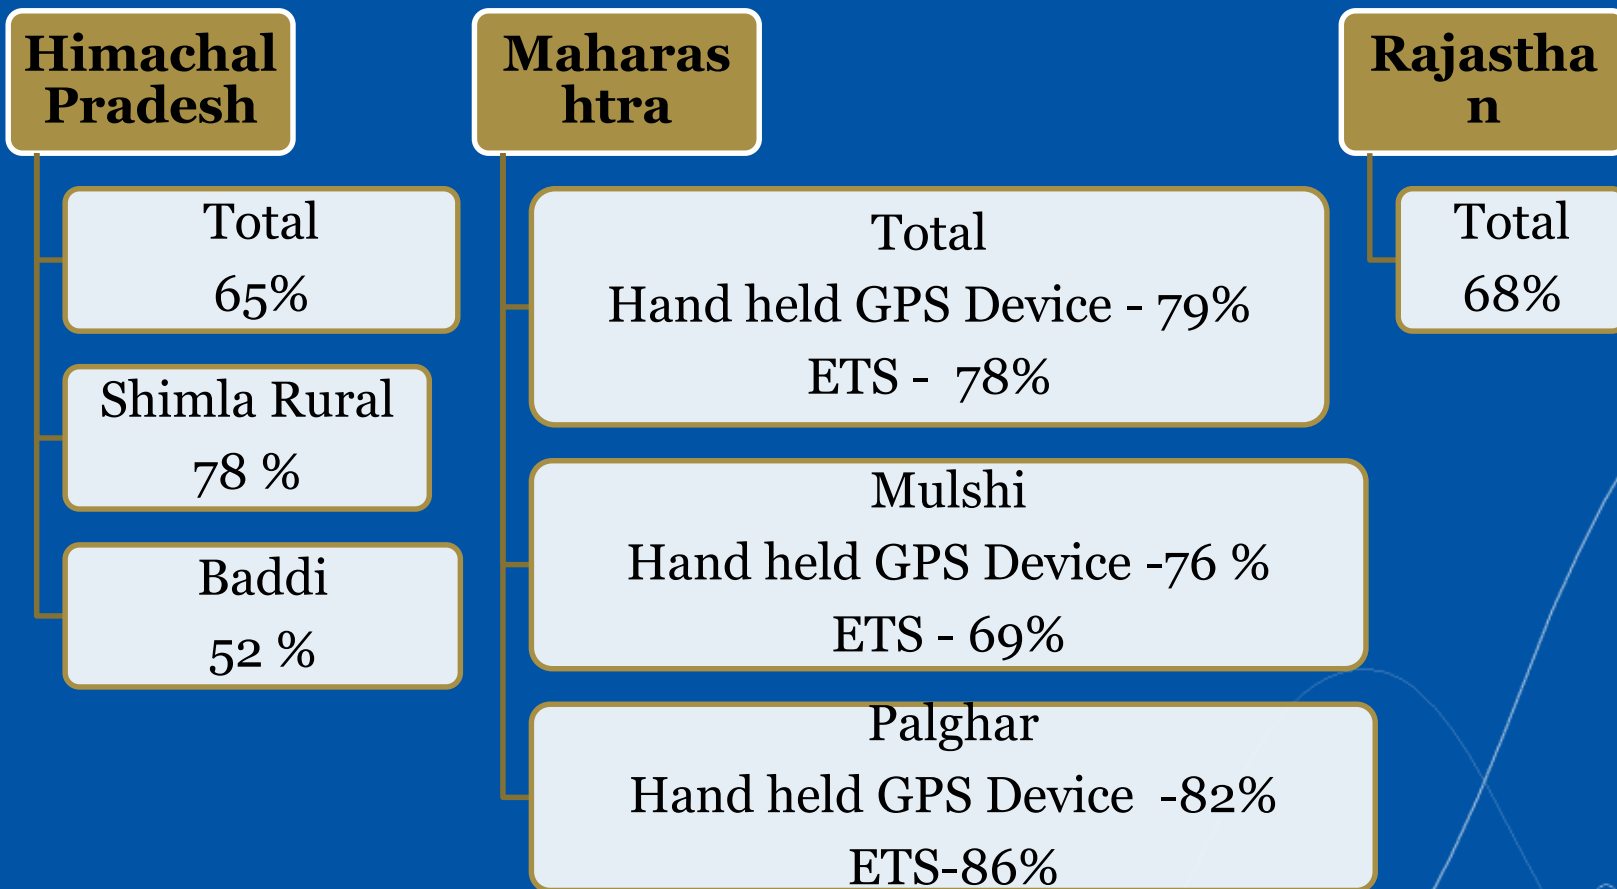 Himachal
Pradesh
Total
65%
Shimla Rural
78 %
Baddi
52 %
Maharas
htra
Total
Hand held GPS Device - 79%
ETS -  78%
Mulshi
Hand held GPS Device -76 %
ETS - 69%
Palghar
Hand held GPS Device  -82%
ETS-86%
Rajastha
n
Total
68%